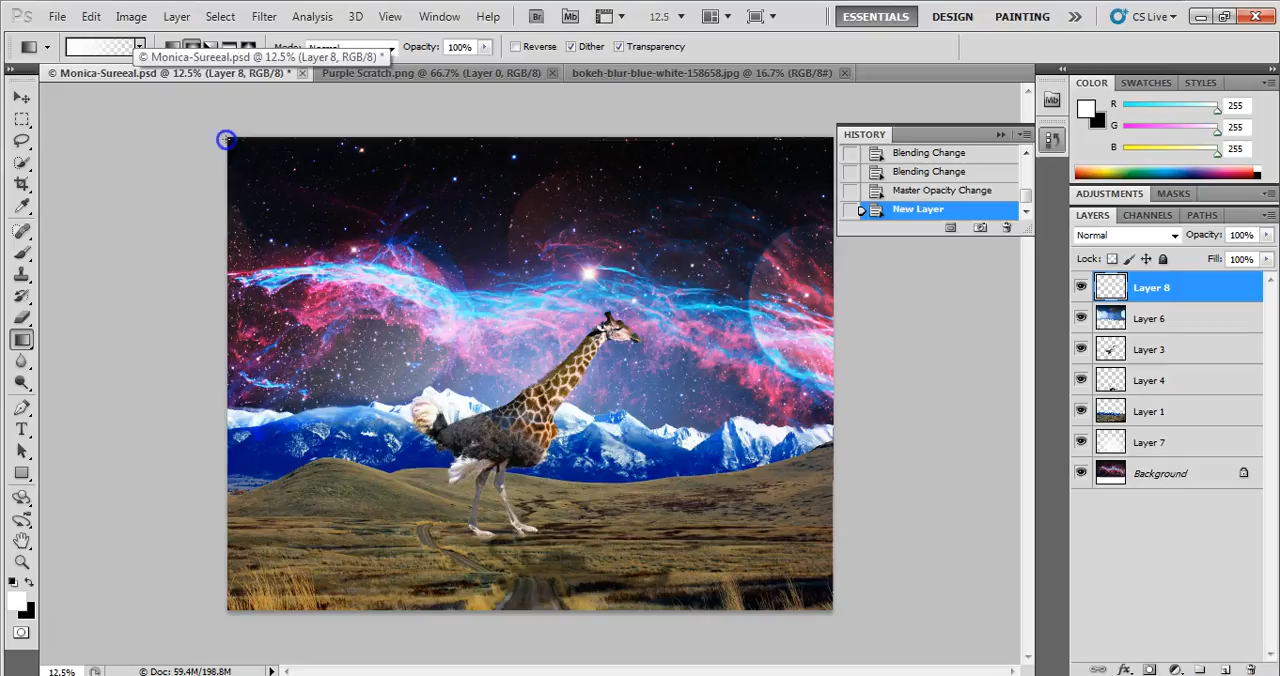 Ps File Edit Image Layer Select Filter Analysis 3D View Window Help Br Mb 12.5 ESSENTIALS DESIGN PAINTING CS Live
Mode: Normal Opacity: 100% Reverse Dither Transparency
© Monica-Sureeal.psd @ 12.5% (Layer 8, RGB/8) *
© Monica-Sureeal.psd @ 12.5% (Layer 8, RGB/8) * Purple Scratch.png @ 66.7% (Layer 0, RGB/8) bokeh-blur-blue-white-158658.jpg @ 16.7% (RGB/8#)
COLOR SWATCHES STYLES
Mb
R 255
G 255
B 255
HISTORY
Blending Change
Blending Change
Master Opacity Change
New Layer
ADJUSTMENTS MASKS
LAYERS CHANNELS PATHS
Normal Opacity: 100%
Lock: Fill: 100%
Layer 8
Layer 6
Layer 3
Layer 4
Layer 1
Layer 7
Background
T
12.5% © Doc: 59.4M/198.8M
fx